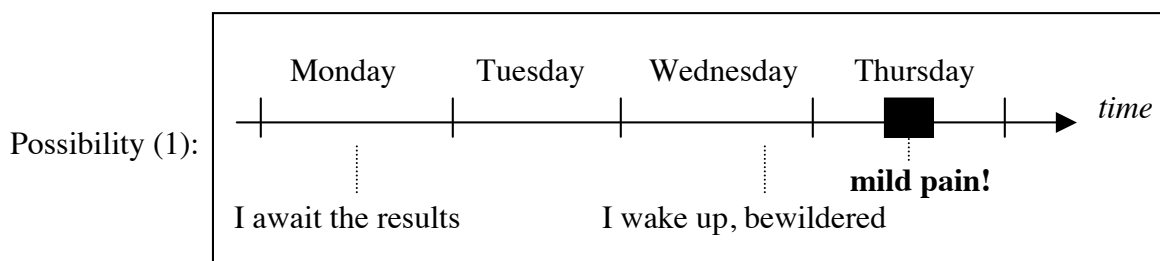 Monday Tuesday Wednesday Thursday
time
Possibility (1):
mild pain!
I await the results I wake up, bewildered